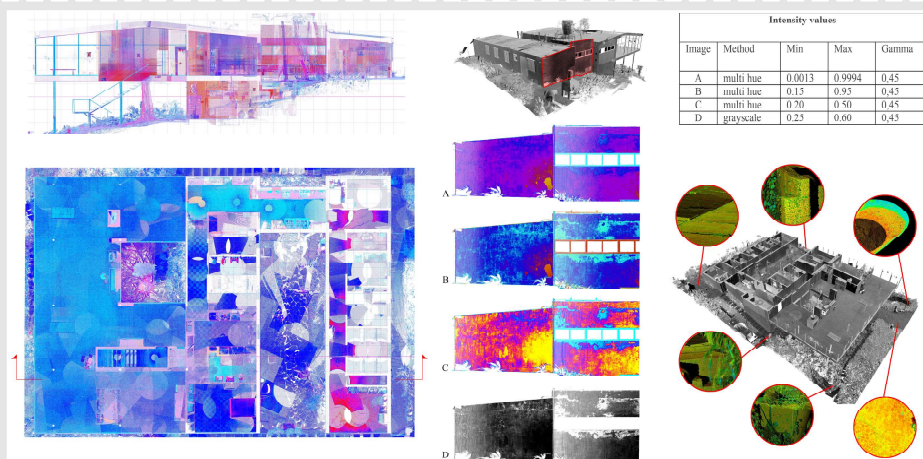 Intensity values
Image Method Min Max Gamma
A multi hue 0.0013 0.9994 0,45
B multi hue 0.15 0.95 0,45
C multi hue 0.20 0.50 0,45
D grayscale 0.25 0.60 0,45
A
B
C
D